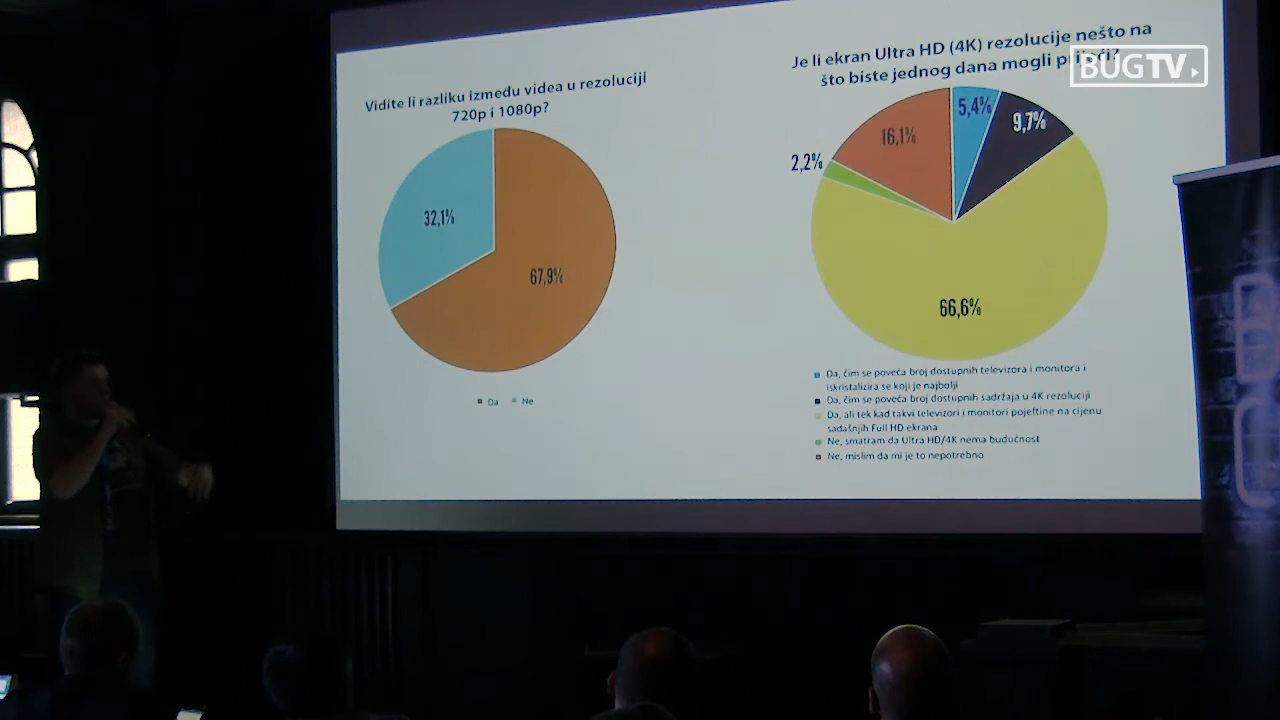 Vidite li razliku između videa u rezoluciji
720p i 1080p?
32,1%
67,9%
Da
Ne
Je li ekran Ultra HD (4K) rezolucije nešto na
što biste jednog dana mogli prijeći?
BUGTV
5,4%
9,7%
16,1%
2,2%
66,6%
Da, čim se poveća broj dostupnih televizora i monitora i
iskristalizira se koji je najbolji
Da, čim se poveća broj dostupnih sadržaja u 4K rezoluciji
Da, ali tek kad takvi televizori i monitori pojeftine na cijenu
sadašnjih Full HD ekrana
Ne, smatram da Ultra HD/4K nema budućnost
Ne, mislim da mi je to nepotrebno